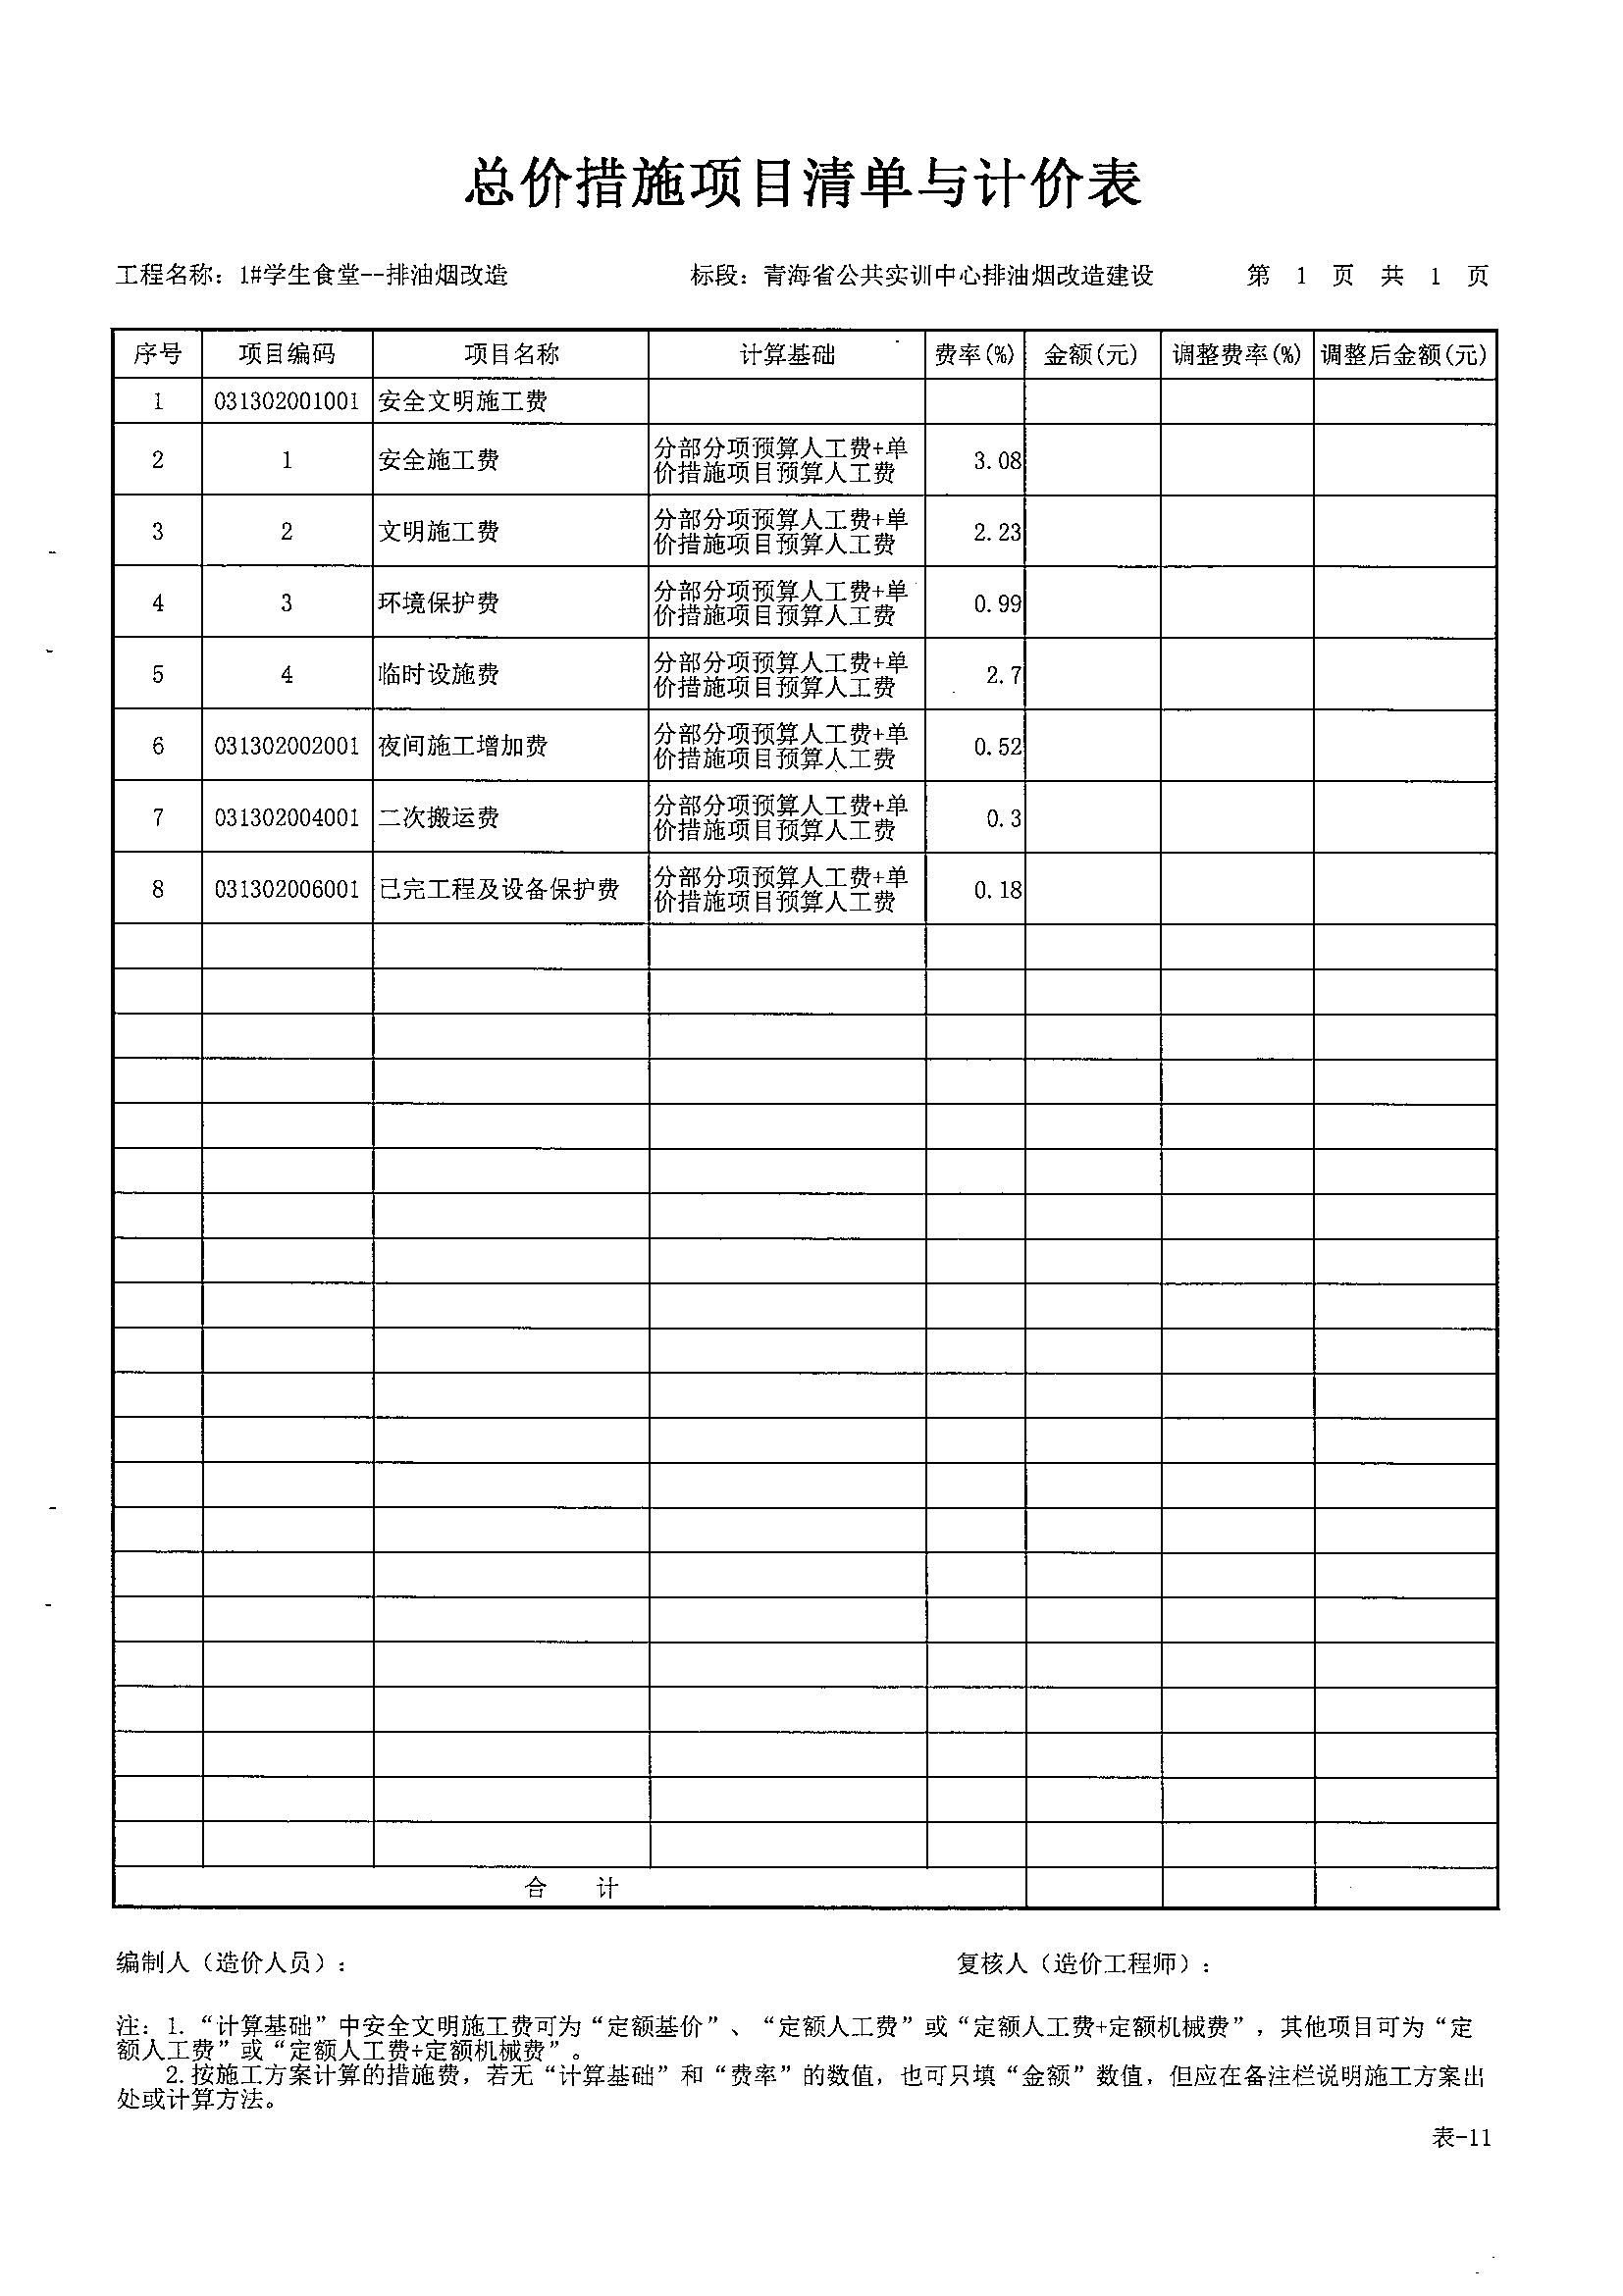 总价措施项目清单与计价表
工程名称：1#学生食堂--排油烟改造 标段：青海省公共实训中心排油烟改造建设 第 1 页 共 1 页
序号 项目编码 项目名称 计算基础 费率(%) 金额(元) 调整费率(%) 调整后金额(元)
1 031302001001 安全文明施工费
2 1 安全施工费 分部分项预算人工费+单
价措施项目预算人工费 3.08
3 2 文明施工费 分部分项预算人工费+单
价措施项目预算人工费 2.23
4 3 环境保护费 分部分项预算人工费+单
价措施项目预算人工费 0.99
5 4 临时设施费 分部分项预算人工费+单
价措施项目预算人工费 2.7
6 031302002001 夜间施工增加费 分部分项预算人工费+单
价措施项目预算人工费 0.52
7 031302004001 二次搬运费 分部分项预算人工费+单
价措施项目预算人工费 0.3
8 031302006001 已完工程及设备保护费 分部分项预算人工费+单
价措施项目预算人工费 0.18
合 计
编制人（造价人员）： 复核人（造价工程师）：
注：1.“计算基础”中安全文明施工费可为“定额基价”、“定额人工费”或“定额人工费+定额机械费”，其他项目可为“定
额人工费”或“定额人工费+定额机械费”。
2.按施工方案计算的措施费，若无“计算基础”和“费率”的数值，也可只填“金额”数值，但应在备注栏说明施工方案出
处或计算方法。
表-11